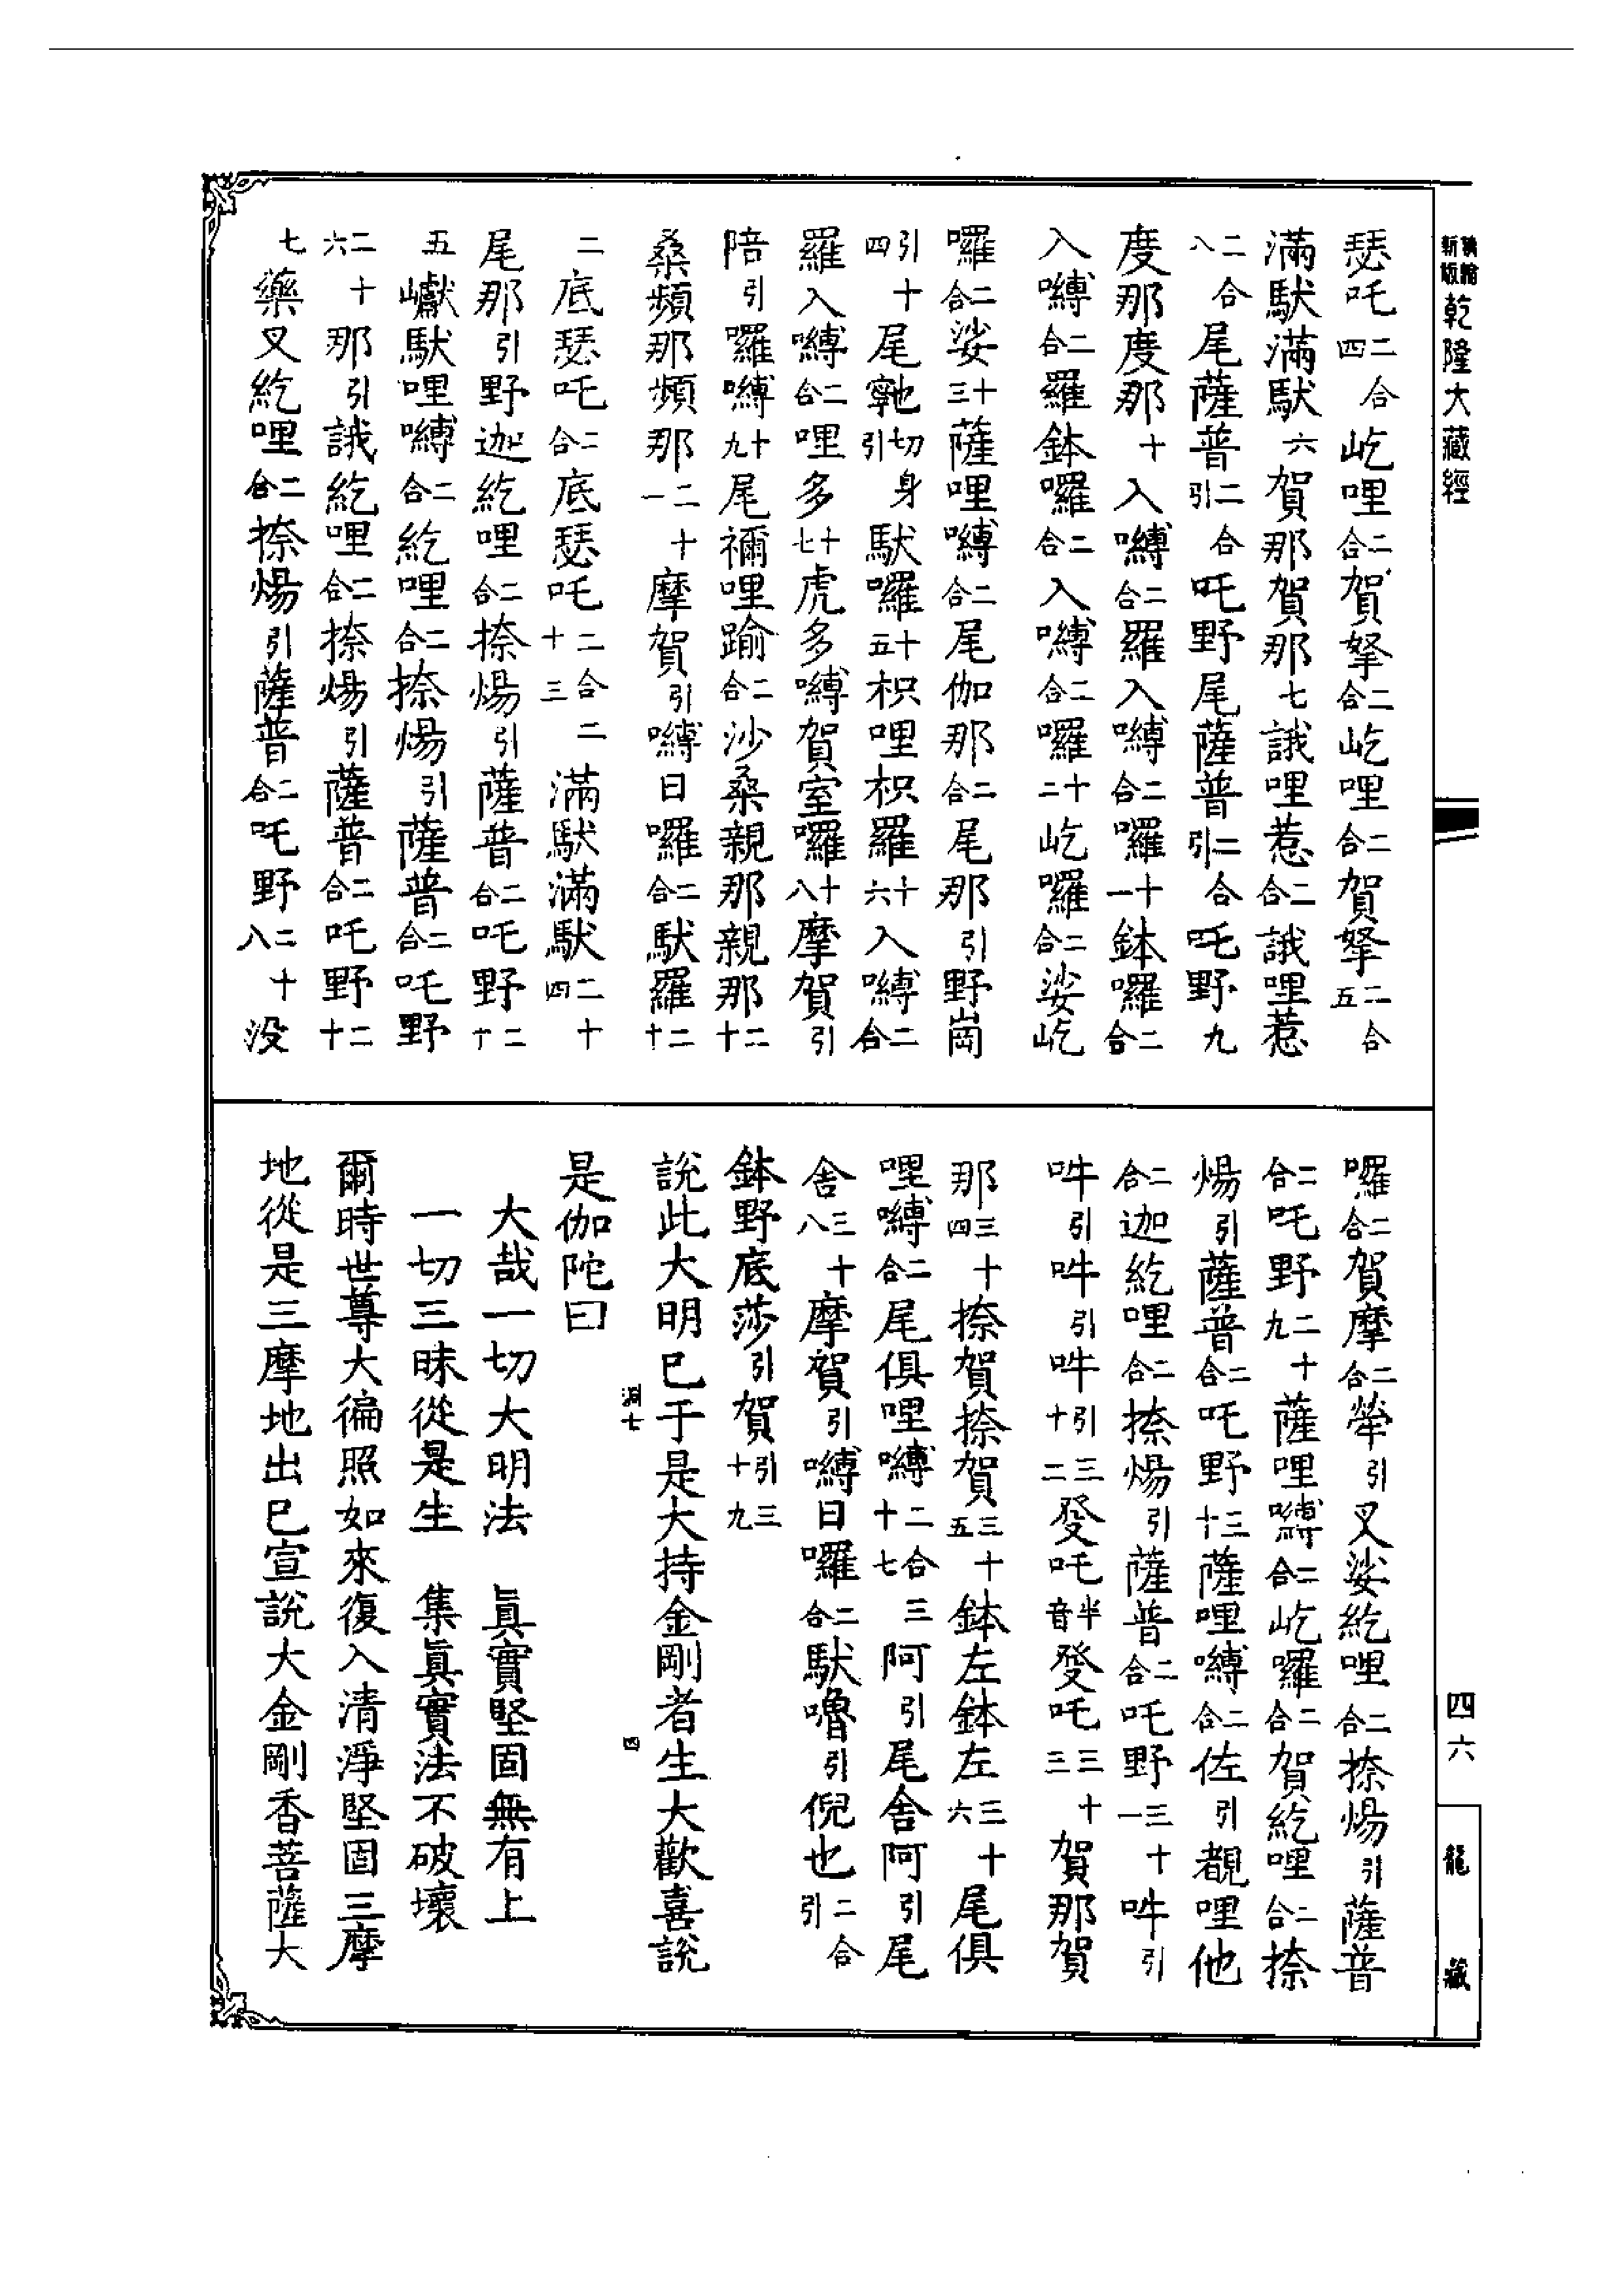 乾隆大藏經
瑟吒二合四屹哩二合賀拏二合屹哩二合賀拏二合五
滿馱滿馱六賀那賀那七誐哩惹二合誐哩惹
二合八尾薩普二合引吒野尾薩普二合引吒野九
度那度那十入嚩二合羅入嚩二合囉十一鉢囉二合
入嚩二合羅鉢囉二合入嚩二合囉十二屹囉二合娑屹
囉二合娑十三薩哩嚩二合尾伽那二合尾那引野崗
引十四尾䩭切身引馱囉十五枳哩枳羅十六入嚩二合
羅入嚩二合哩多十七虎多嚩賀室囉十八摩賀引
陪引囉嚩十九尾禰哩踰二合沙桑親那親那二十
桑頻那頻那二十一摩賀引嚩日囉二合馱羅二十
二底瑟吒二合底瑟吒二合二十三滿馱滿馱二十四
尾那引野迦紇哩二合捺煬引薩普二合吒野二十
五巘馱哩嚩二合紇哩二合捺煬引薩普二合吒野
二十六那引誐紇哩二合捺煬引薩普二合吒野二十
七藥叉紇哩二合捺煬引薩普二合吒野二十八沒
囉二合賀摩二合犖引叉娑紇哩二合捺煬引薩普
二合吒野二十九薩哩嚩二合屹囉二合賀紇哩二合捺
煬引薩普二合吒野三十薩哩嚩二合佐引覩哩他
二合迦紇哩二合捺煬引薩普二合吒野三十一吽引
吽引吽引吽引三十二發吒半音發吒三十三賀那賀
那三十四捺賀捺賀三十五鉢左鉢左三十六尾俱
哩嚩二合尾俱哩嚩二合三十七阿引尾舍阿引尾
舍三十八摩賀引嚩日囉二合馱嚕引倪也二合引
鉢野底莎引賀引三十九
說此大明已于是大持金剛者生大歡喜說
淵七 四
是伽陀曰
大哉一切大明法 眞實堅固無有上
一切三昧從是生 集眞實法不破壞
爾時世尊大徧照如來復入清淨堅固三摩
地從是三摩地出已宣說大金剛香菩薩大
四六
龍藏